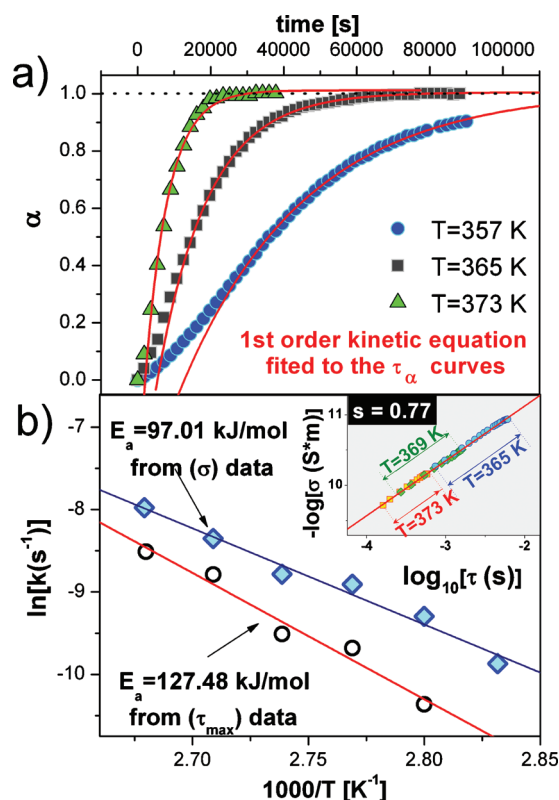 time [s]
0 20000 40000 60000 80000 100000
a)
1.0
0.8
0.6
0.4
0.2
0.0
α
T=357 K
T=365 K
T=373 K
1st order kinetic equation
fited to the τα curves
b)
-7
-8
-9
-10
ln[k(s-1)]
Ea=97.01 kJ/mol
from (σ) data
Ea=127.48 kJ/mol
from (τmax) data
s = 0.77
11
10
-log[σ (S*m)]
T=369 K
T=365 K
T=373 K
-4 -3 -2
log10[τ (s)]
2.70 2.75 2.80 2.85
1000/T [K-1]